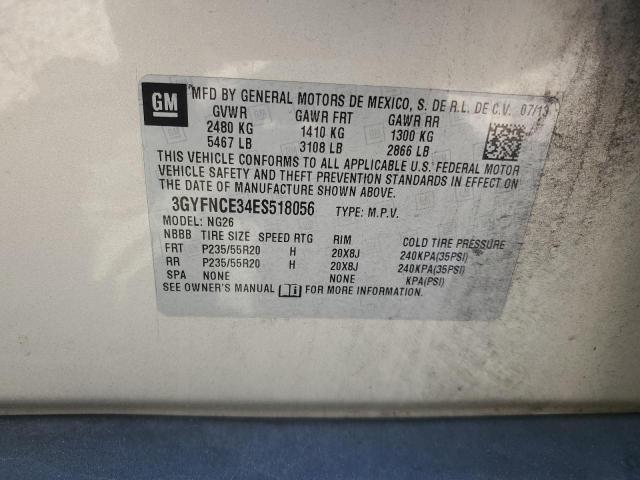 GM
MFD BY GENERAL MOTORS DE MEXICO, S. DE R.L. DE C.V. 07/13
GVWR GAWR FRT GAWR RR
2480 KG 1410 KG 1300 KG
5467 LB 3108 LB 2866 LB
THIS VEHICLE CONFORMS TO ALL APPLICABLE U.S. FEDERAL MOTOR
VEHICLE SAFETY AND THEFT PREVENTION STANDARDS IN EFFECT ON
THE DATE OF MANUFACTURE SHOWN ABOVE.
3GYFNCE34ES518056 TYPE: M.P.V.
MODEL: NG26
NBBB TIRE SIZE SPEED RTG RIM COLD TIRE PRESSURE
FRT P235/55R20 H 20X8J 240KPA(35PSI)
RR P235/55R20 H 20X8J 240KPA(35PSI)
SPA NONE NONE KPA(PSI)
SEE OWNER'S MANUAL FOR MORE INFORMATION.